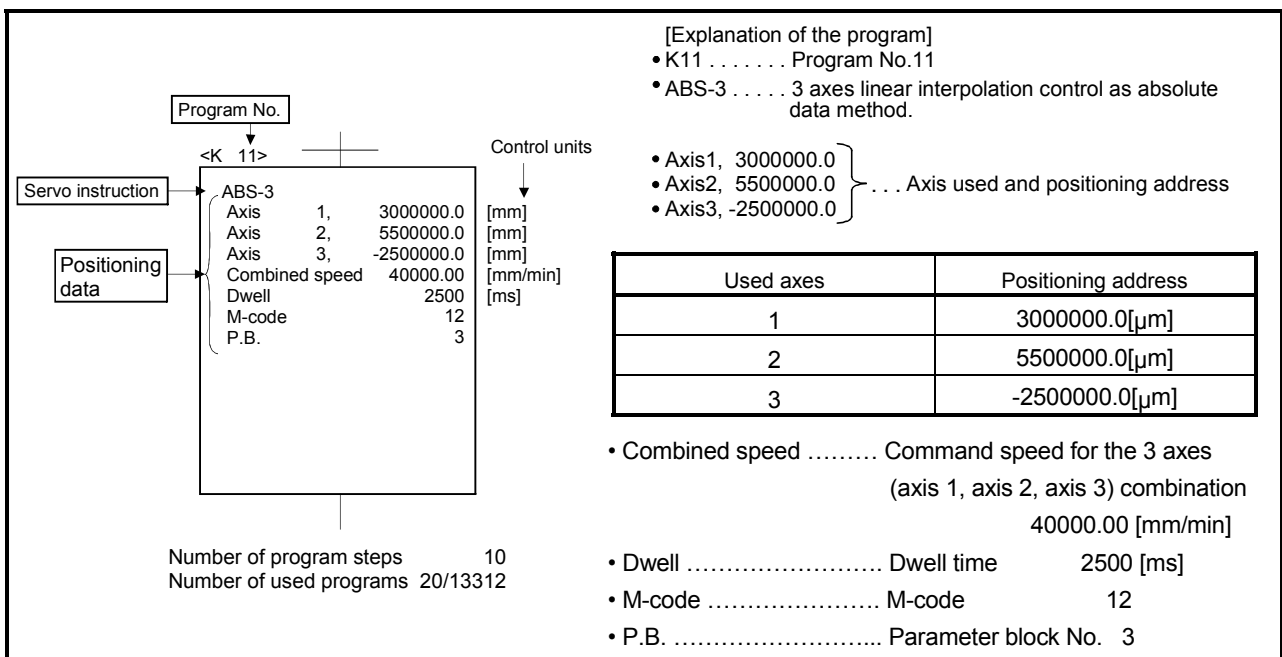 Program No.
<K 11>
Control units
Servo instruction
ABS-3
Axis 1, 3000000.0 [mm]
Axis 2, 5500000.0 [mm]
Axis 3, -2500000.0 [mm]
Positioning
data
Combined speed 40000.00 [mm/min]
Dwell 2500 [ms]
M-code 12
P.B. 3
Number of program steps 10
Number of used programs 20/13312
[Explanation of the program]
• K11 . . . . . . . Program No.11
• ABS-3 . . . . . 3 axes linear interpolation control as absolute
data method.
• Axis1, 3000000.0
• Axis2, 5500000.0 . . . Axis used and positioning address
• Axis3, -2500000.0
Used axes Positioning address
1 3000000.0[μm]
2 5500000.0[μm]
3 -2500000.0[μm]
• Combined speed ……… Command speed for the 3 axes
(axis 1, axis 2, axis 3) combination
40000.00 [mm/min]
• Dwell ……………………. Dwell time 2500 [ms]
• M-code …………………. M-code 12
• P.B. ……………………... Parameter block No. 3